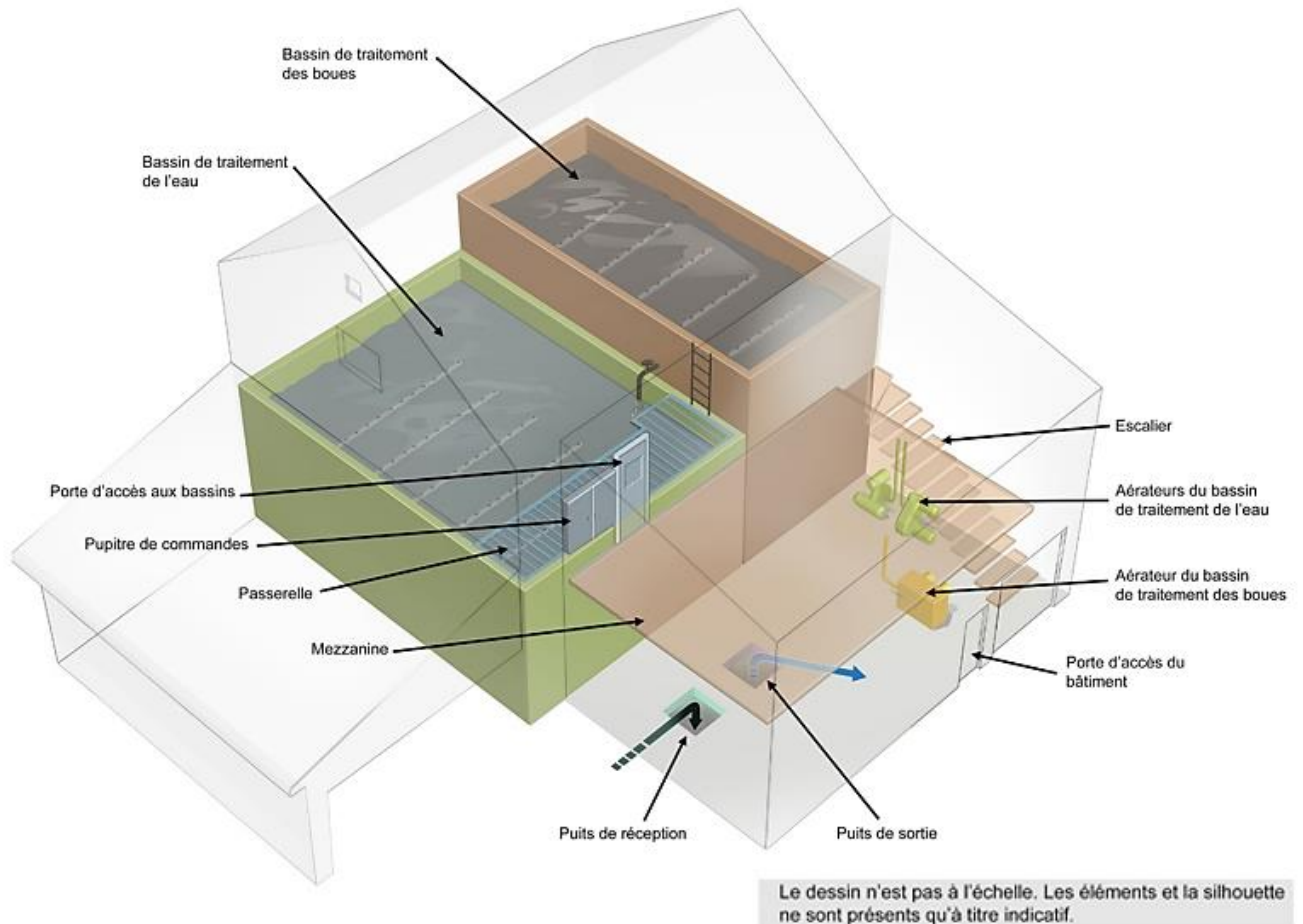 Bassin de traitement
des boues
Bassin de traitement
de l'eau
Escalier
Porte d'accès aux bassins
Aérateurs du bassin
de traitement de l'eau
Pupitre de commandes
Passerelle
Aérateur du bassin
de traitement des boues
Mezzanine
Porte d'accès du
bâtiment
Puits de réception
Puits de sortie
Le dessin n'est pas à l'échelle. Les éléments et la silhouette
ne sont présents qu'à titre indicatif.